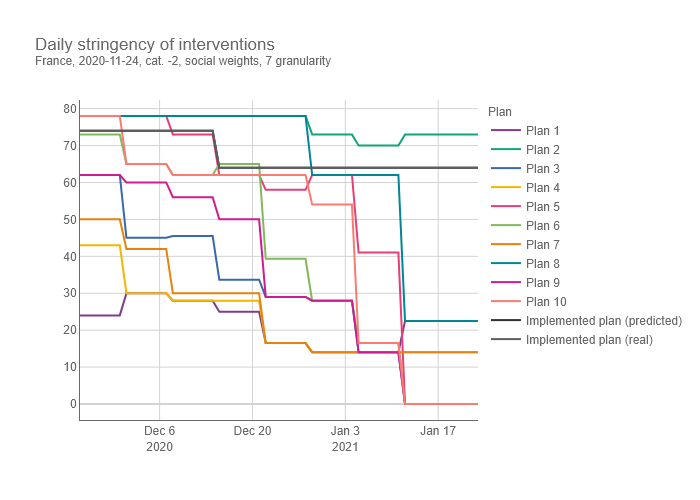 Daily stringency of interventions
France, 2020-11-24, cat. -2, social weights, 7 granularity
80
70
60
50
40
30
20
10
0
Dec 6
2020
Dec 20
Jan 3
2021
Jan 17
Plan
Plan 1
Plan 2
Plan 3
Plan 4
Plan 5
Plan 6
Plan 7
Plan 8
Plan 9
Plan 10
Implemented plan (predicted)
Implemented plan (real)